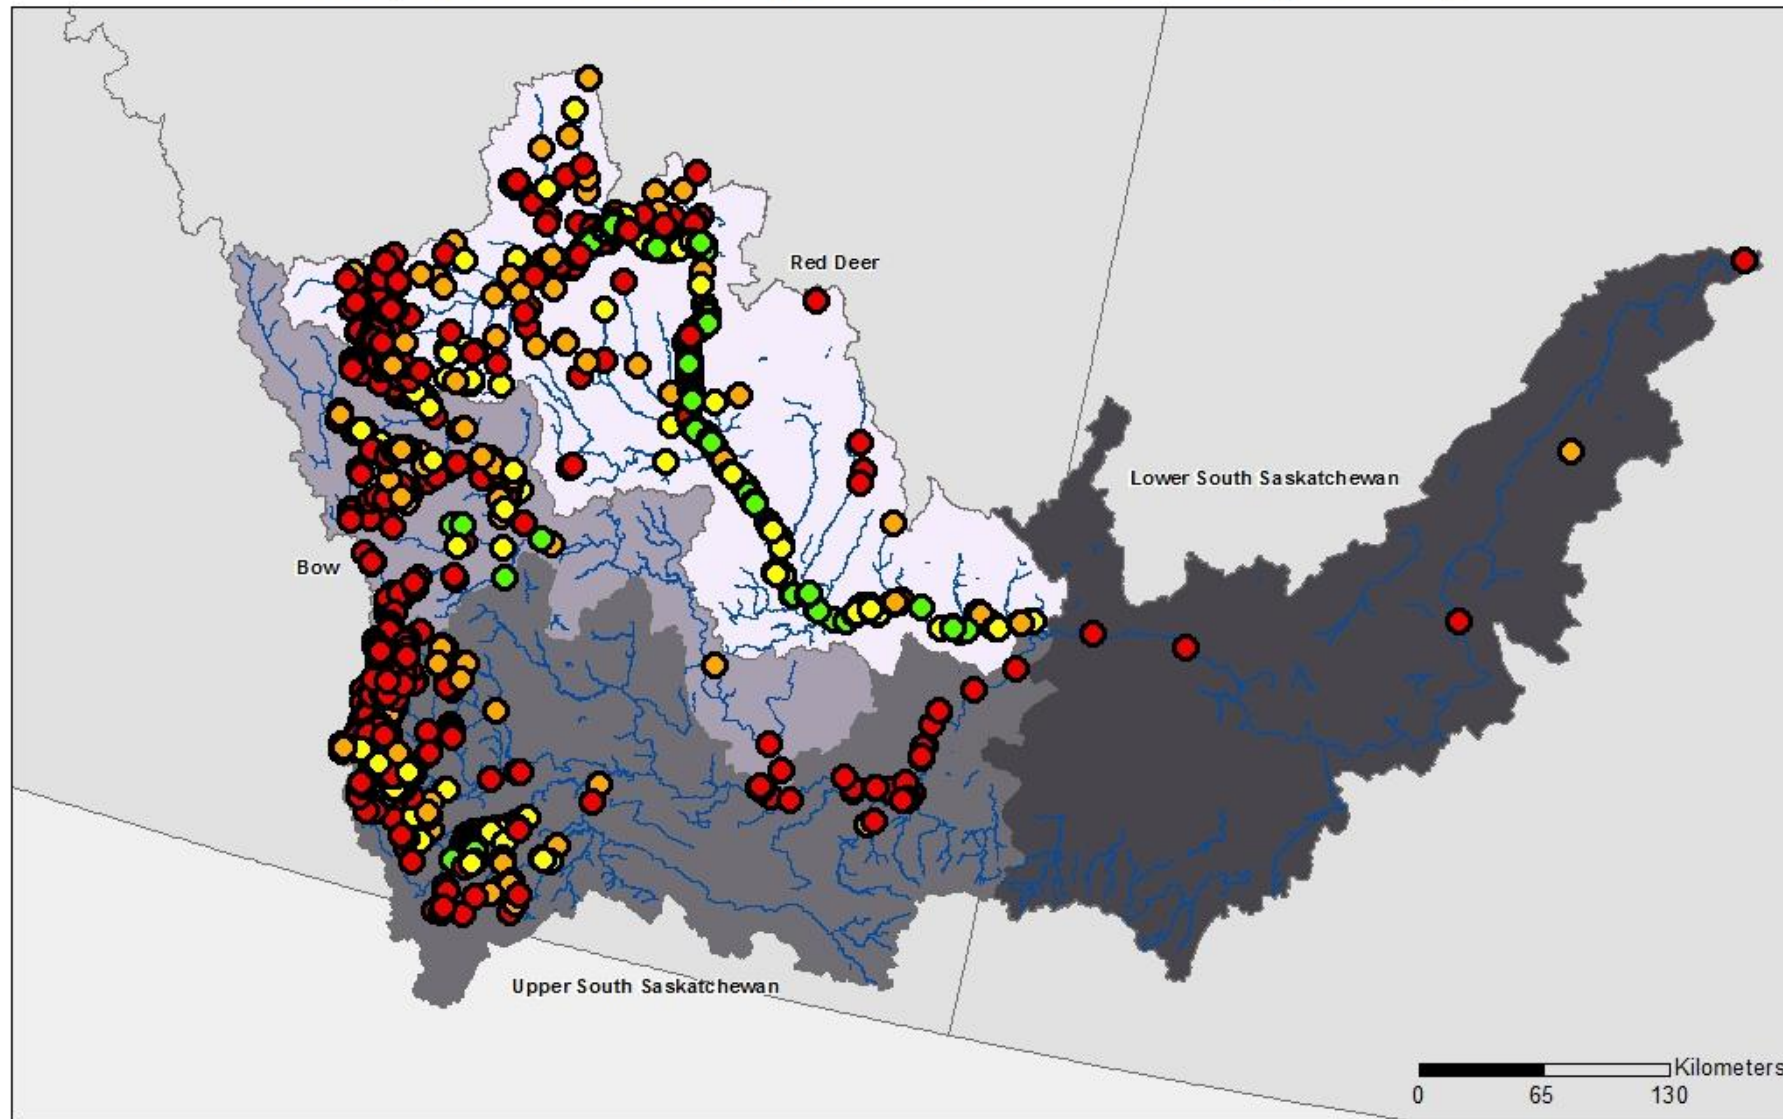 Red Deer
Lower South Saskatchewan
Bow
Upper South Saskatchewan
Kilometers
0 65 130